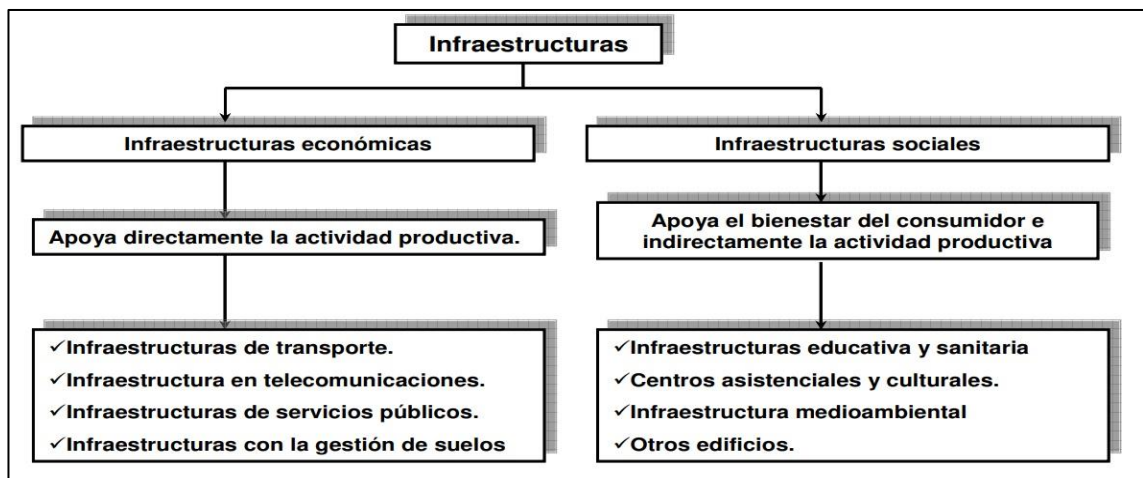 Infraestructuras
Infraestructuras económicas
Infraestructuras sociales
Apoya directamente la actividad productiva.
Apoya el bienestar del consumidor e
indirectamente la actividad productiva
✓Infraestructuras de transporte.
✓Infraestructura en telecomunicaciones.
✓Infraestructuras de servicios públicos.
✓Infraestructuras con la gestión de suelos
✓Infraestructuras educativa y sanitaria
✓Centros asistenciales y culturales.
✓Infraestructura medioambiental
✓Otros edificios.